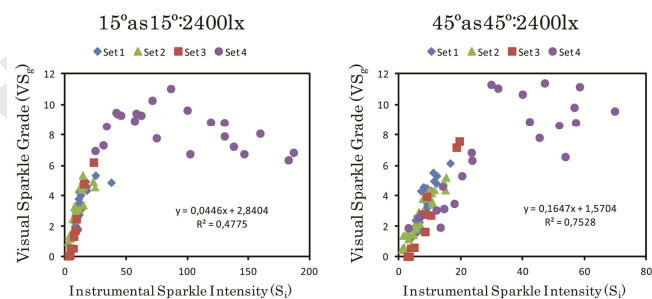 15ºas15º:2400lx
Set 1 Set 2 Set 3 Set 4
Visual Sparkle Grade (VSg)
12
10
8
6
4
2
0
y = 0,0446x + 2,8404
R² = 0,4775
0 50 100 150 200
Instrumental Sparkle Intensity (Si)
45ºas45º:2400lx
Set 1 Set 2 Set 3 Set 4
Visual Sparkle Grade (VSg)
12
10
8
6
4
2
0
y = 0,1647x + 1,5704
R² = 0,7528
0 20 40 60 80
Instrumental Sparkle Intensity (Si)